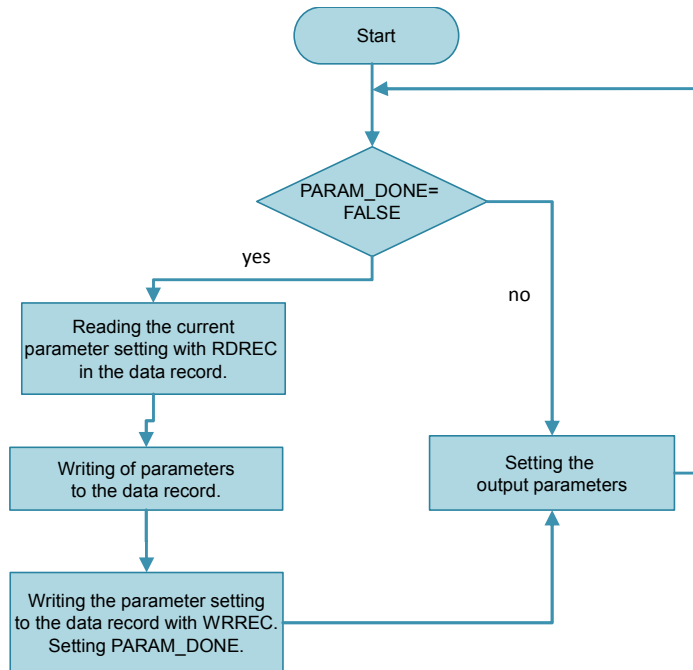 Start
PARAM_DONE=
FALSE
yes
no
Reading the current
parameter setting with RDREC
in the data record.
Writing of parameters
to the data record.
Setting the
output parameters
Writing the parameter setting
to the data record with WRREC.
Setting PARAM_DONE.